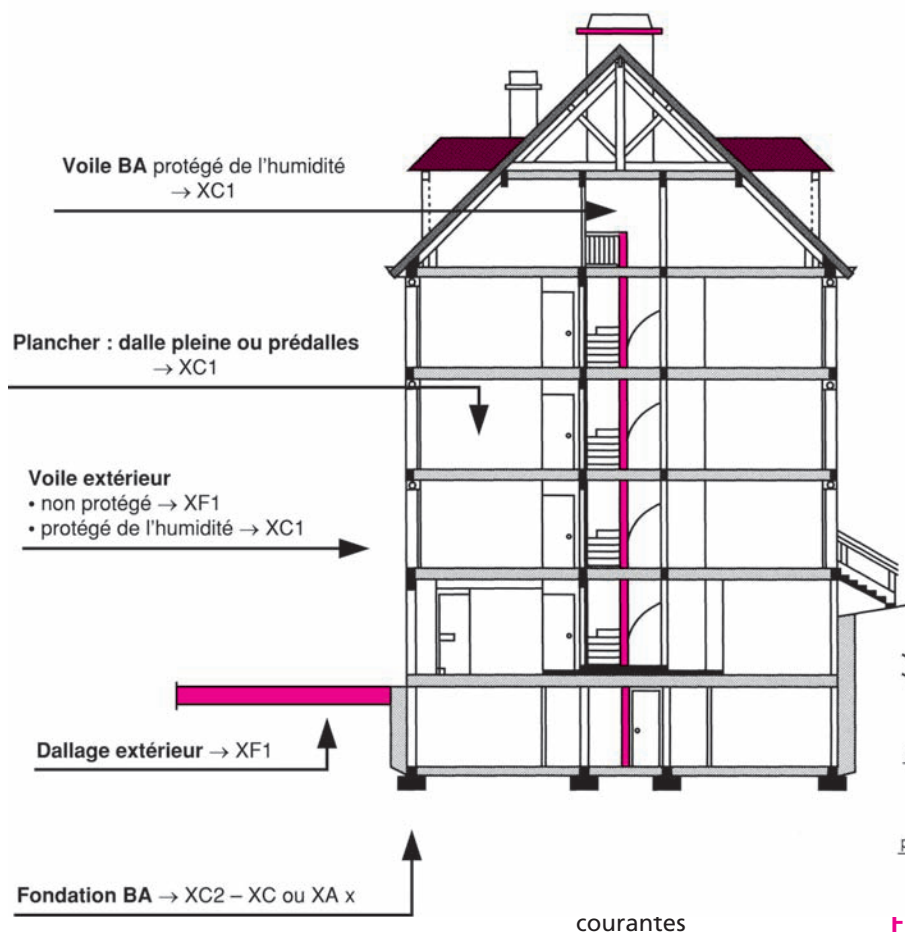 Voile BA protégé de l'humidité
→ XC1
Plancher : dalle pleine ou prédalles
→ XC1
Voile extérieur
• non protégé → XF1
• protégé de l'humidité → XC1
Dallage extérieur → XF1
Fondation BA → XC2 – XC ou XA x
courantes